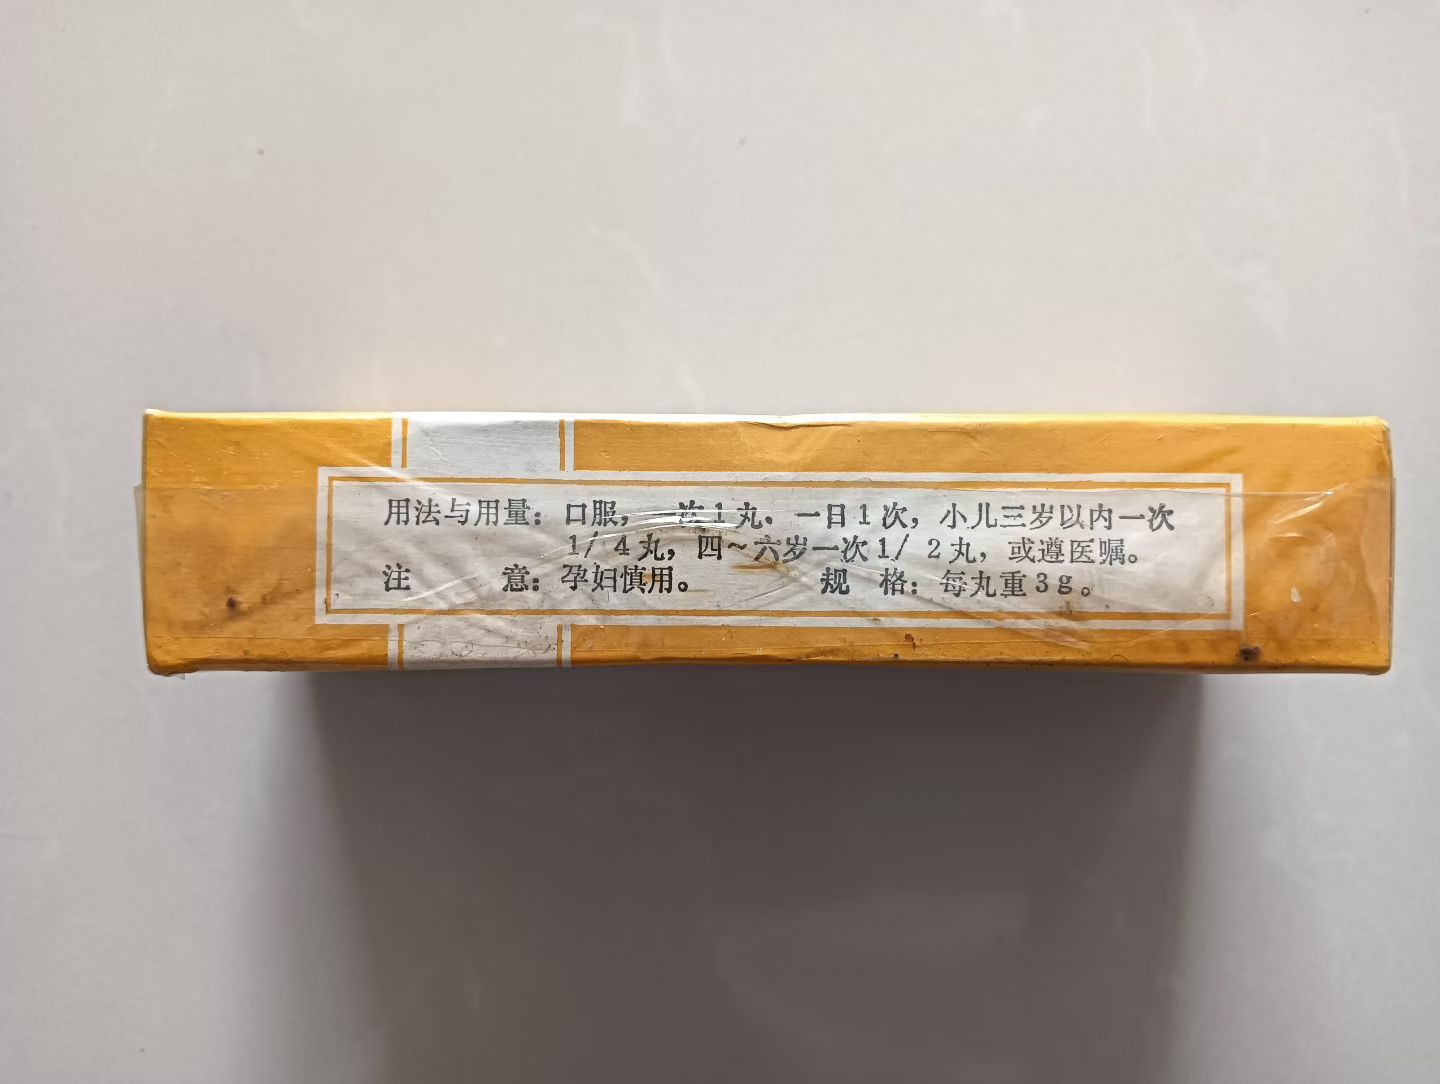 用法与用量：口服，一次1丸．一日1次，小儿三岁以内一次
1/4丸，四～六岁一次1/2丸，或遵医嘱。
注 意：孕妇慎用。 规 格：每丸重3g。